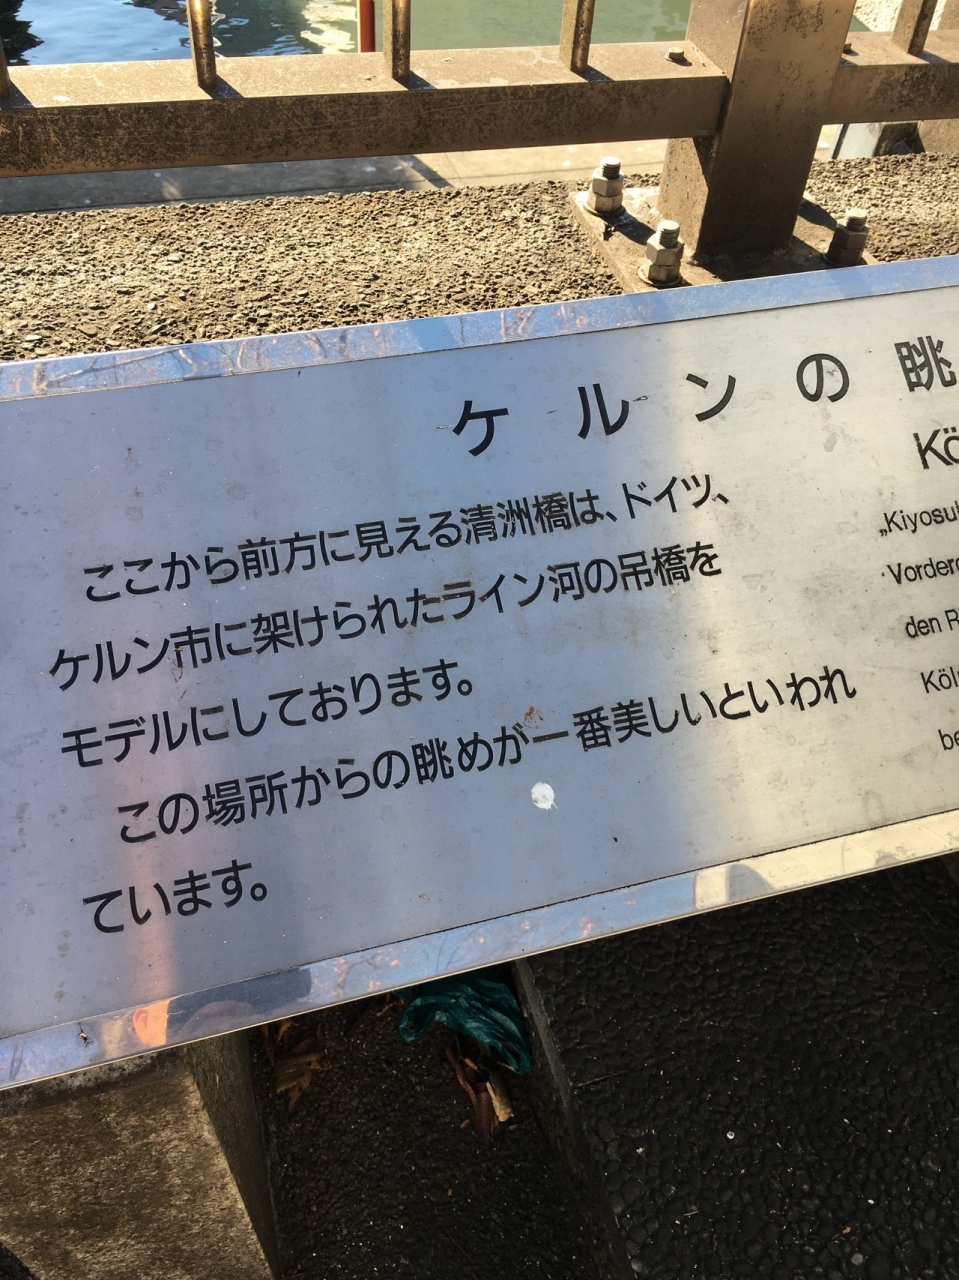 ケルンの眺
Kö
ここから前方に見える清洲橋は、ドイツ、
ケルン市に架けられたライン河の吊橋を
モデルにしております。
この場所からの眺めが一番美しいといわれ
ています。
„Kiyosu
Vorder
den R
Köln
be